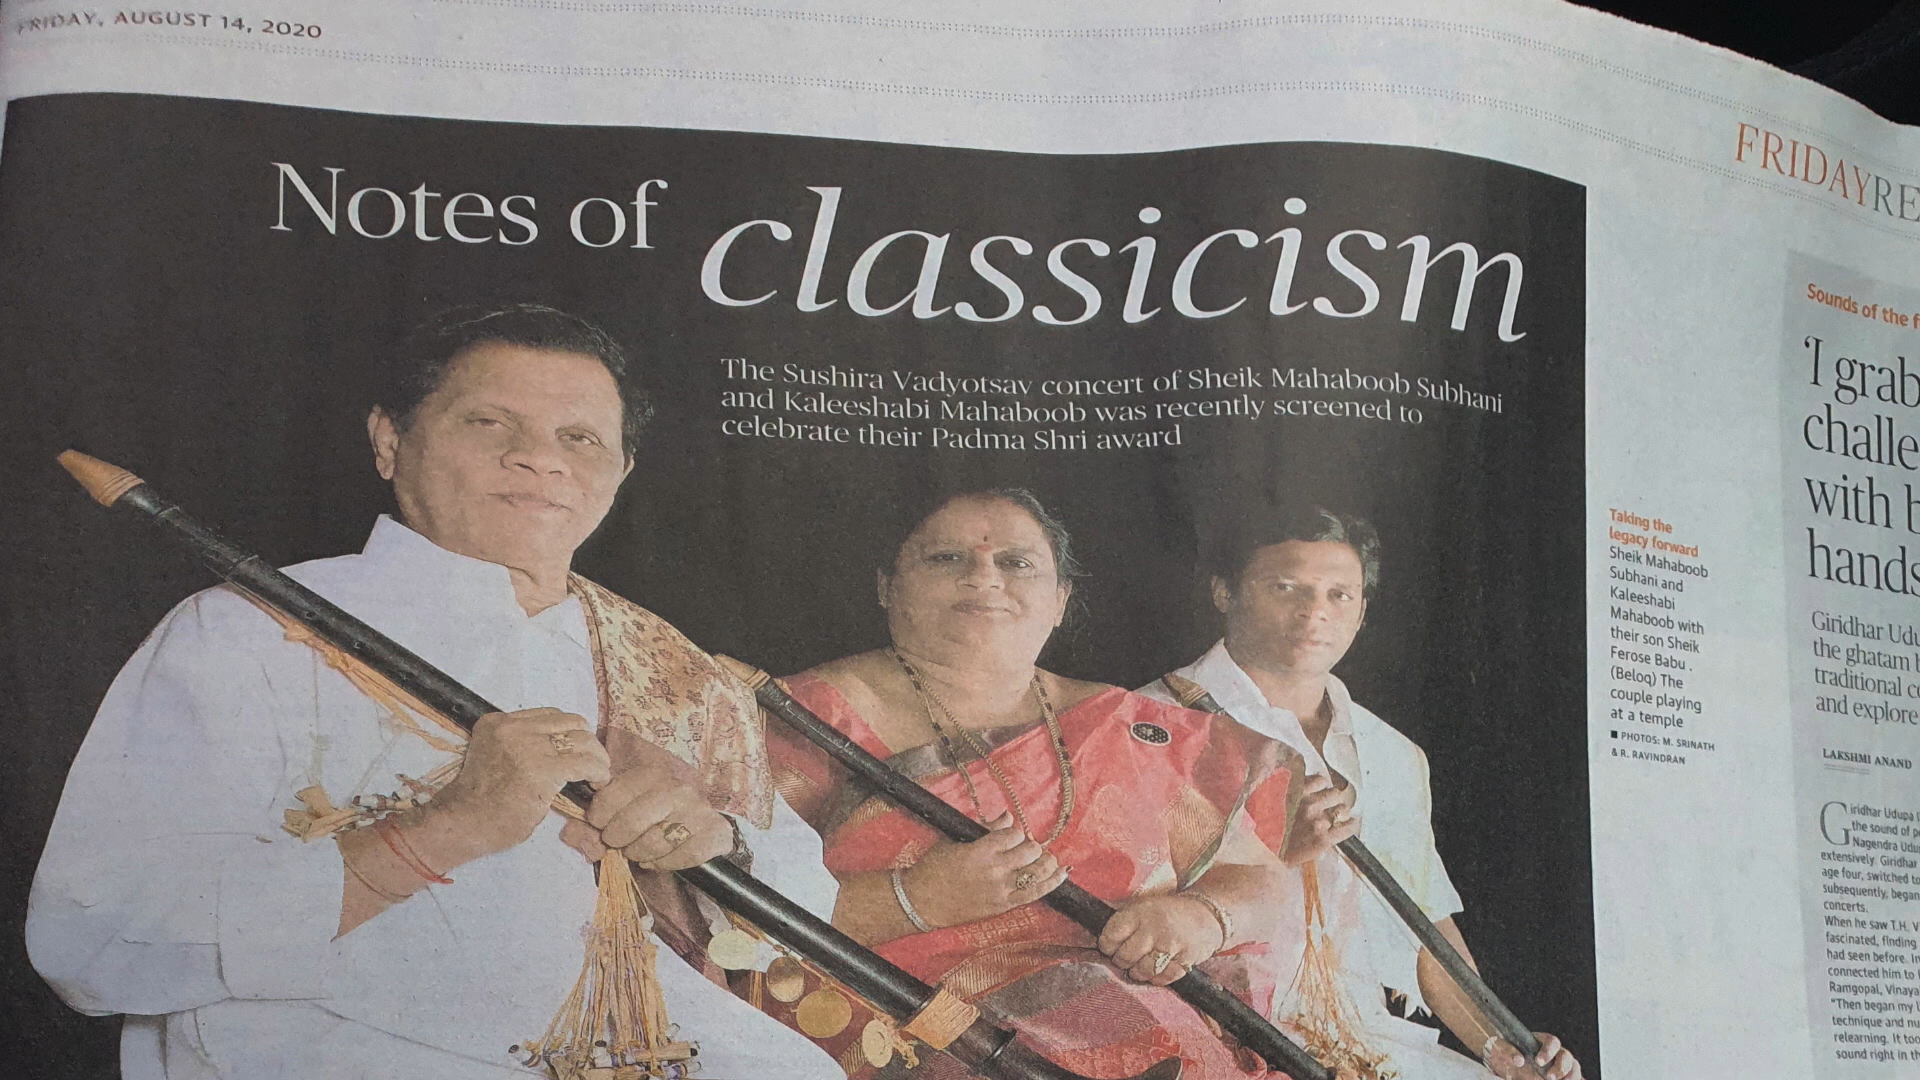 FRIDAY, AUGUST 14, 2020
Notes of classicism
The Sushira Vadyotsav concert of Sheik Mahaboob Subhani
and Kaleeshabi Mahaboob was recently screened to
celebrate their Padma Shri award
Taking the
legacy forward
Sheik Mahaboob
Subhani and
Kaleeshabi
Mahaboob with
their son Sheik
Ferose Babu .
(Beloq) The
couple playing
at a temple
■ PHOTOS: M. SRINATH
& R. RAVINDRAN
FRIDAYRE
Sounds of the f
'I grab
challe
with b
hands
Giridhar Udu
the ghatam
traditional c
and explore
LAKSHMI ANAND
Giridhar Udupa
the sound of p
Nagendra Udu
extensively. Giridhar
age four, switched to
subsequently, began
concerts.
When he saw T.H. V
fascinated, finding
had seen before. In
connected him to
Ramgopal, Vinaya
"Then began my
technique and nu
relearning. It too
sound right in th